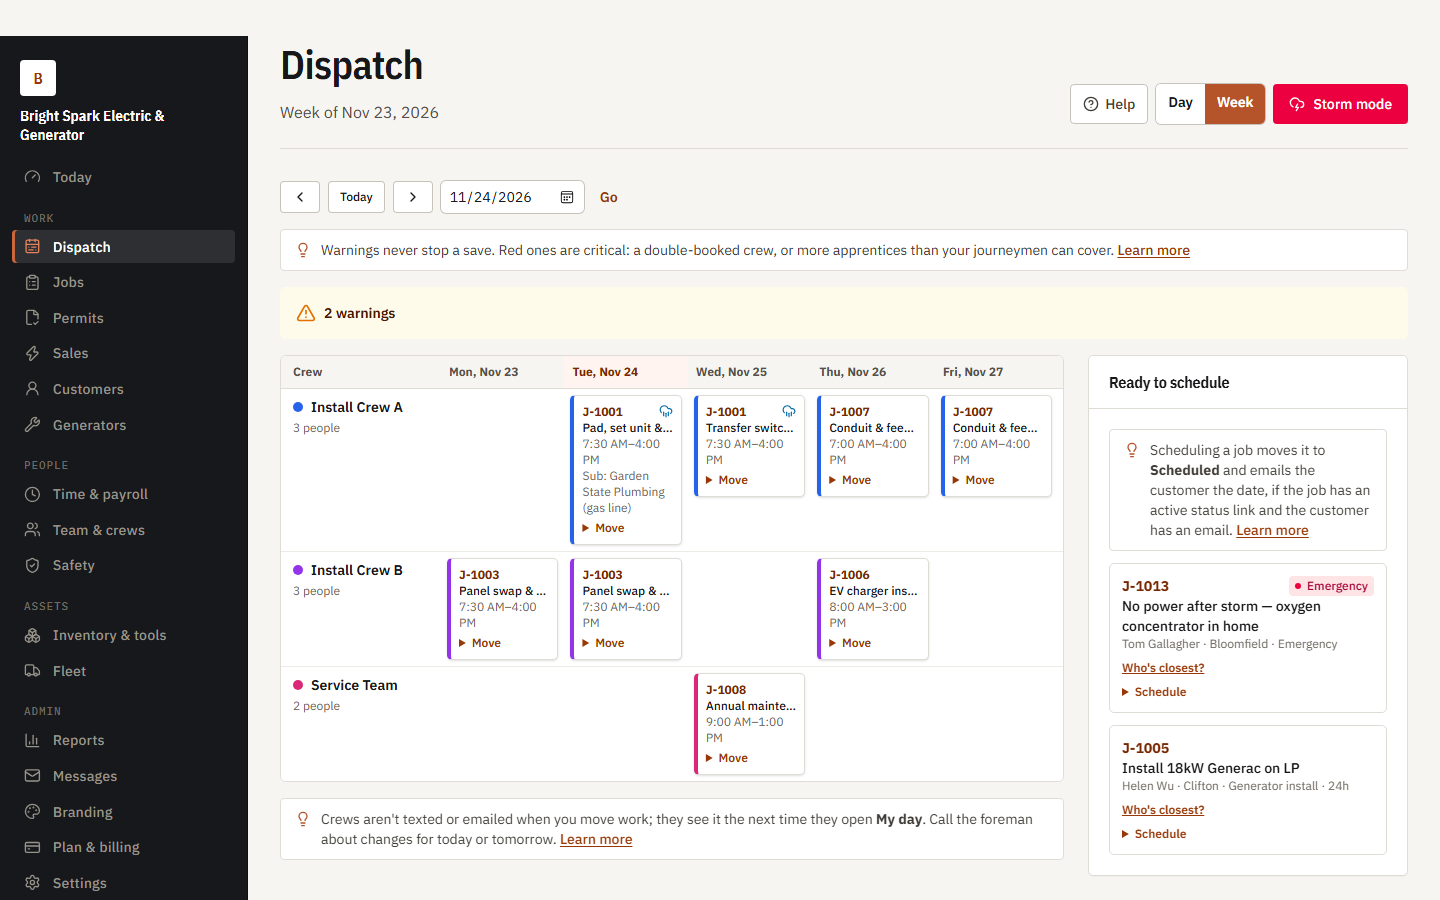 B
Bright Spark Electric &
Generator
Today
WORK
Dispatch
Jobs
Permits
Sales
Customers
Generators
PEOPLE
Time & payroll
Team & crews
Safety
ASSETS
Inventory & tools
Fleet
ADMIN
Reports
Messages
Branding
Plan & billing
Settings
Dispatch
Week of Nov 23, 2026
Help
Day
Week
Storm mode
Today
11/24/2026
Go
Warnings never stop a save. Red ones are critical: a double-booked crew, or more apprentices than your journeymen can cover. Learn more
2 warnings
Crew
Mon, Nov 23
Tue, Nov 24
Wed, Nov 25
Thu, Nov 26
Fri, Nov 27
Install Crew A
3 people
J-1001
Pad, set unit &...
7:30 AM–4:00
PM
Sub: Garden
State Plumbing
(gas line)
Move
J-1001
Transfer switc...
7:30 AM–4:00
PM
Move
J-1007
Conduit & fee...
7:00 AM–4:00
PM
Move
J-1007
Conduit & fee...
7:00 AM–4:00
PM
Move
Install Crew B
3 people
J-1003
Panel swap & ...
7:30 AM–4:00
PM
Move
J-1003
Panel swap & ...
7:30 AM–4:00
PM
Move
J-1006
EV charger ins...
8:00 AM–3:00
PM
Move
Service Team
2 people
J-1008
Annual mainte...
9:00 AM–1:00
PM
Move
Crews aren't texted or emailed when you move work; they see it the next time they open My day. Call the foreman
about changes for today or tomorrow. Learn more
Ready to schedule
Scheduling a job moves it to
Scheduled and emails the
customer the date, if the job has an
active status link and the customer
has an email. Learn more
J-1013
Emergency
No power after storm — oxygen
concentrator in home
Tom Gallagher · Bloomfield · Emergency
Who's closest?
Schedule
J-1005
Install 18kW Generac on LP
Helen Wu · Clifton · Generator install · 24h
Who's closest?
Schedule